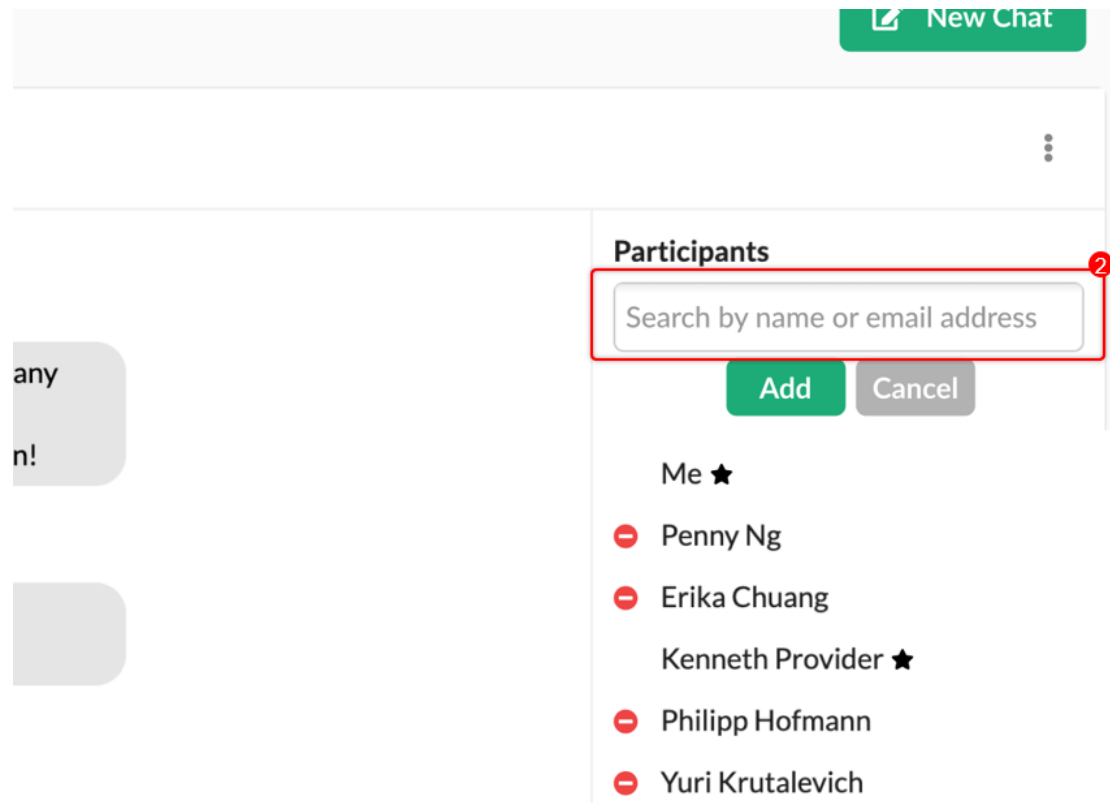 New Chat
Participants
2
Search by name or email address
any
Add
Cancel
n!
Me
Penny Ng
Erika Chuang
Kenneth Provider
Philipp Hofmann
Yuri Krutalevich